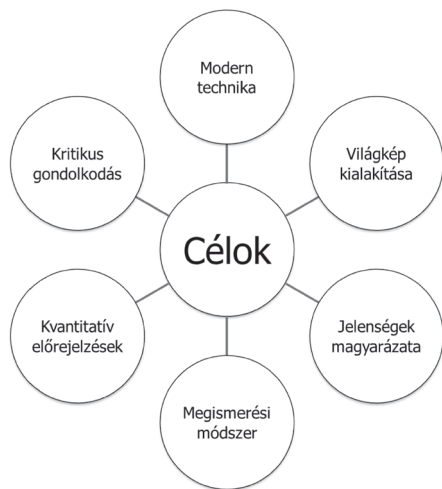 Modern
technika
Kritikus
gondolkodás
Világkép
kialakítása
Célok
Kvantitatív
előrejelzések
Jelenségek
magyarázata
Megismerési
módszer